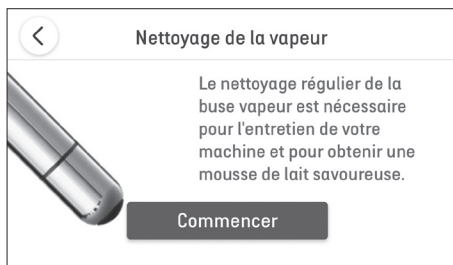 Nettoyage de la vapeur
Le nettoyage régulier de la
buse vapeur est nécessaire
pour l'entretien de votre
machine et pour obtenir une
mousse de lait savoureuse.
Commencer